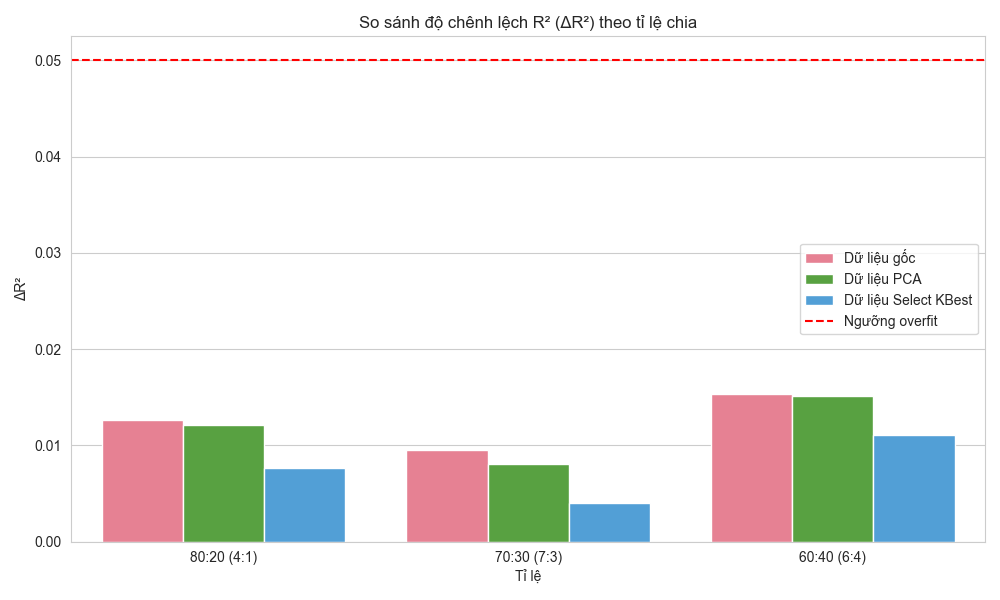 So sánh độ chênh lệch R² (ΔR²) theo tỉ lệ chia
ΔR²
0.05
0.04
0.03
0.02
0.01
0.00
Dữ liệu gốc
Dữ liệu PCA
Dữ liệu Select KBest
Ngưỡng overfit
80:20 (4:1)
70:30 (7:3)
60:40 (6:4)
Tỉ lệ